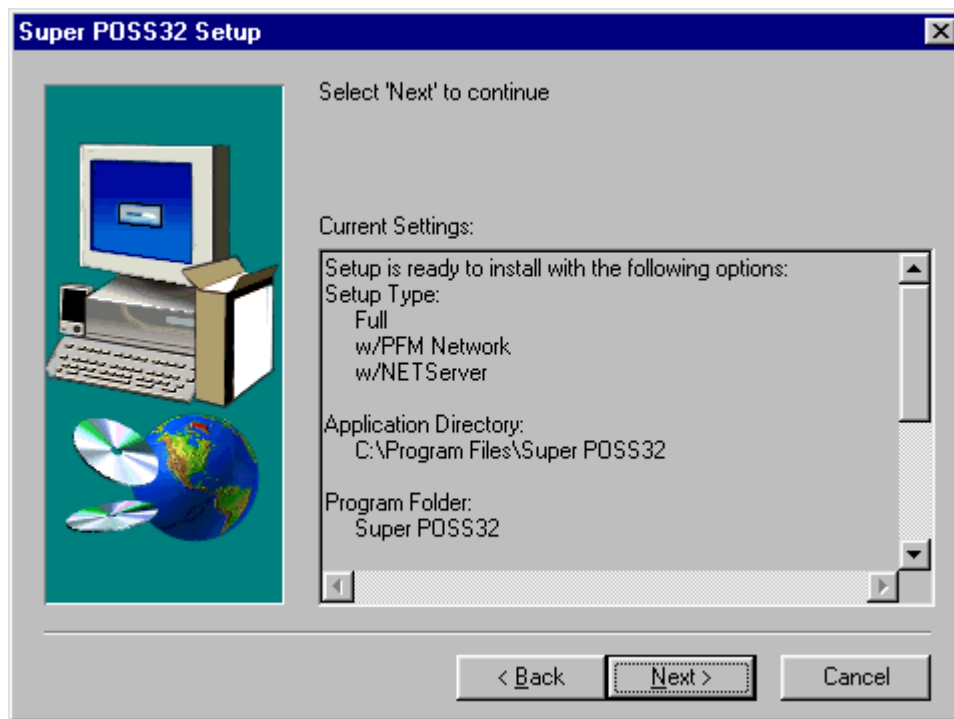 Super POSS32 Setup
Select 'Next' to continue
Current Settings:
Setup is ready to install with the following options:
Setup Type:
Full
w/PFM Network
w/NETServer
Application Directory:
C:\Program Files\Super POSS32
Program Folder:
Super POSS32
< Back
Next >
Cancel